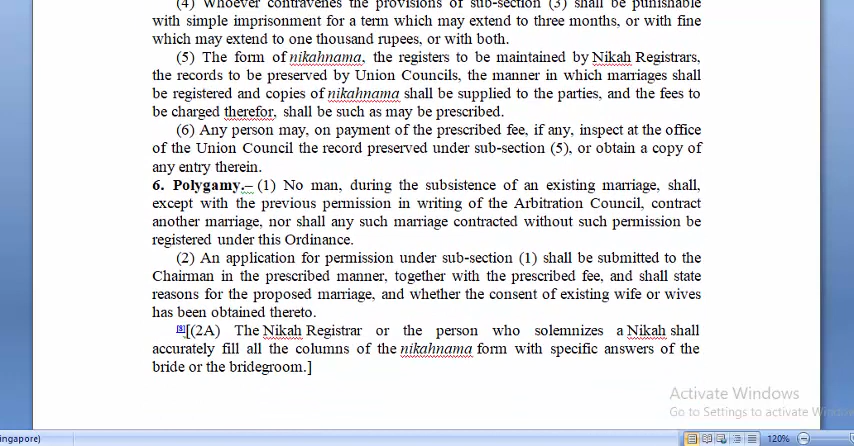 (4) Whoever contravenes the provisions of sub-section (3) shall be punishable
with simple imprisonment for a term which may extend to three months, or with fine
which may extend to one thousand rupees, or with both.
(5) The form of nikahnama, the registers to be maintained by Nikah Registrars,
the records to be preserved by Union Councils, the manner in which marriages shall
be registered and copies of nikahnama shall be supplied to the parties, and the fees to
be charged therefor, shall be such as may be prescribed.
(6) Any person may, on payment of the prescribed fee, if any, inspect at the office
of the Union Council the record preserved under sub-section (5), or obtain a copy of
any entry therein.
6. Polygamy.– (1) No man, during the subsistence of an existing marriage, shall,
except with the previous permission in writing of the Arbitration Council, contract
another marriage, nor shall any such marriage contracted without such permission be
registered under this Ordinance.
(2) An application for permission under sub-section (1) shall be submitted to the
Chairman in the prescribed manner, together with the prescribed fee, and shall state
reasons for the proposed marriage, and whether the consent of existing wife or wives
has been obtained thereto.
[8][(2A) The Nikah Registrar or the person who solemnizes a Nikah shall
accurately fill all the columns of the nikahnama form with specific answers of the
bride or the bridegroom.]
Activate Windows
Go to Settings to activate Windows
ingapore)
120%